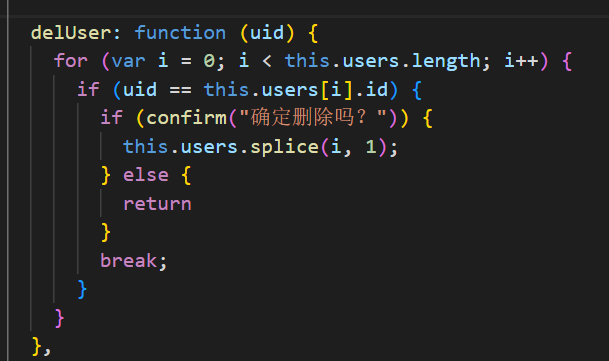 delUser: function (uid) {
for (var i = 0; i < this.users.length; i++) {
if (uid == this.users[i].id) {
if (confirm("确定删除吗？")) {
this.users.splice(i, 1);
} else {
return
}
break;
}
}
},